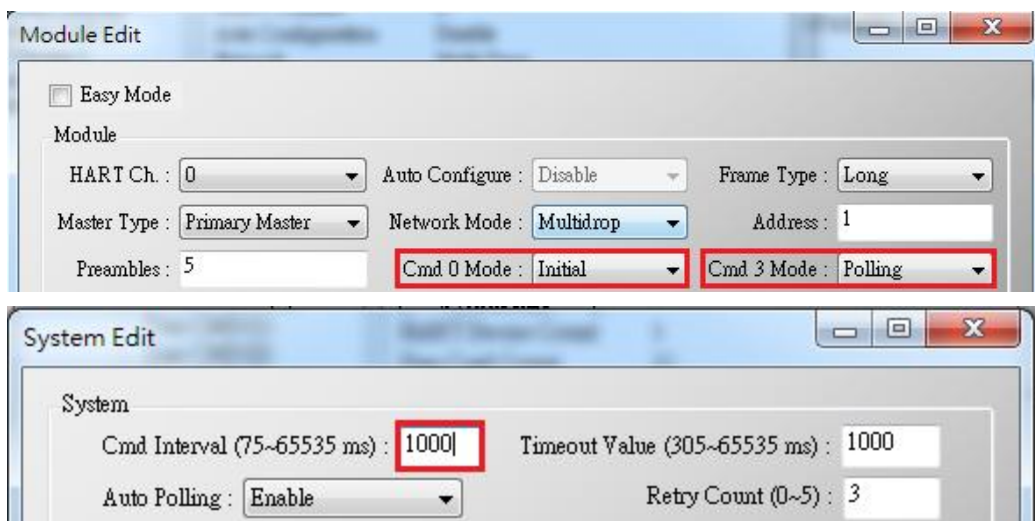 Module Edit
Easy Mode
Module
HART Ch. : 0 Auto Configure : Disable Frame Type : Long
Master Type : Primary Master Network Mode : Multidrop Address : 1
Preambles : 5 Cmd 0 Mode : Initial Cmd 3 Mode : Polling
System Edit
System
Cmd Interval (75~65535 ms) : 1000 Timeout Value (305~65535 ms) : 1000
Auto Polling : Enable Retry Count (0~5) : 3